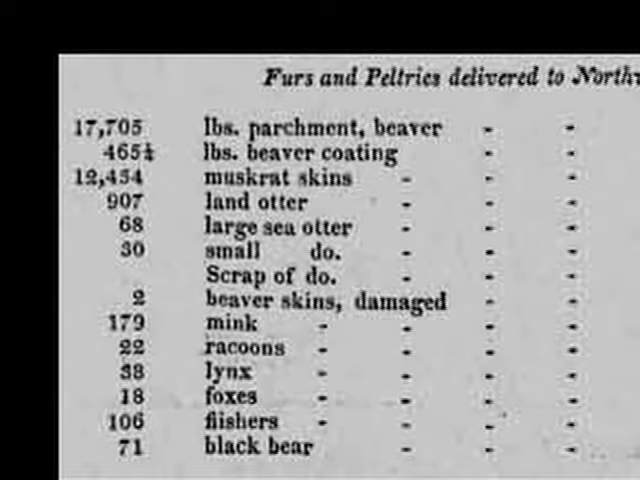 Furs and Peltries delivered to
17,705 lbs. parchment, beaver - -
465½ lbs. beaver coating - -
12,454 muskrat skins - - -
907 land otter - - -
68 large sea otter - - -
30 small do. - - -
Scrap of do. - - -
2 beaver skins, damaged - -
179 mink - - - -
22 racoons - - - -
38 lynx - - - -
18 foxes - - - -
106 fiishers - - - -
71 black bear - - -